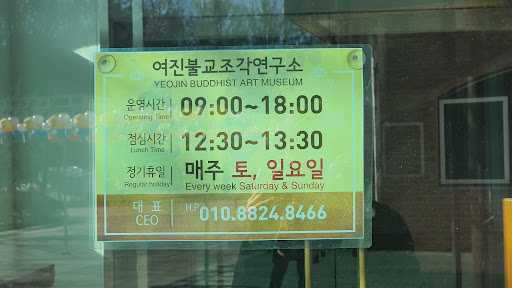 여진불교조각연구소
YEOJIN BUDDHIST ART MUSEUM
운영시간 09:00~18:00
Operating Time
점심시간 12:30~13:30
Lunch Time
정기휴일 매주 토, 일요일
Regular holiday Every week Saturday & Sunday
대 표 H.P 010.8824.8466
CEO